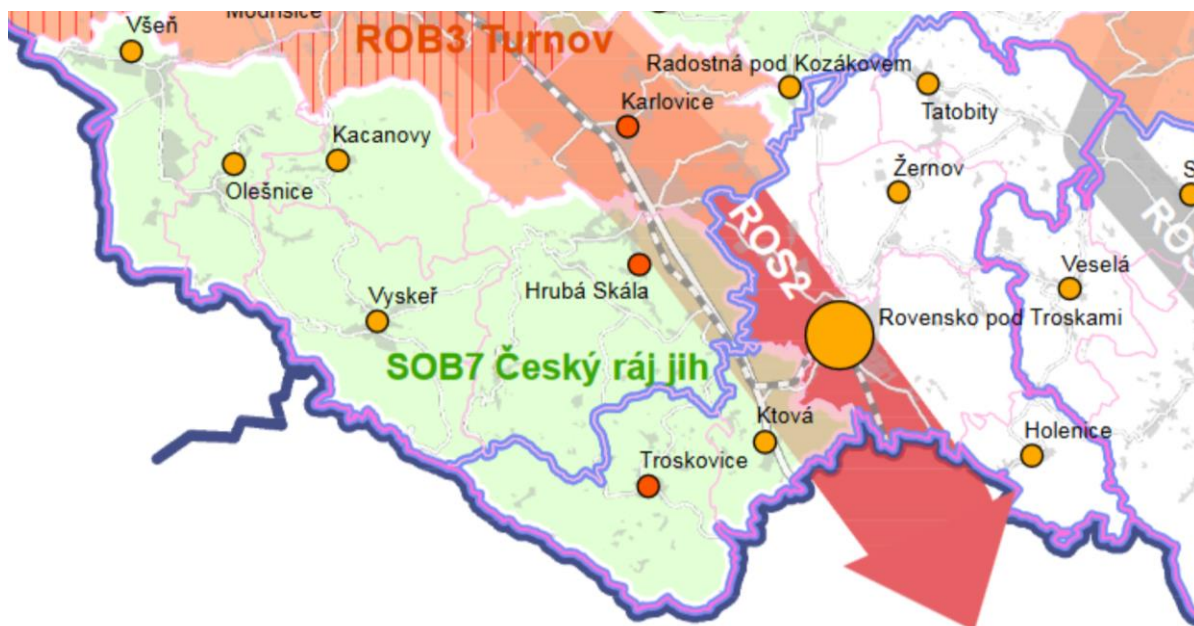 Všeň
ROB3 Turnov
Radostná pod Kozákovem
Karlovice
Tatobity
Kacanovy
Olešnice
Žernov
ROS2
Hrubá Skála
Veselá
Vyskeř
Rovensko pod Troskami
SOB7 Český ráj jih
Ktová
Troskovice
Holenice